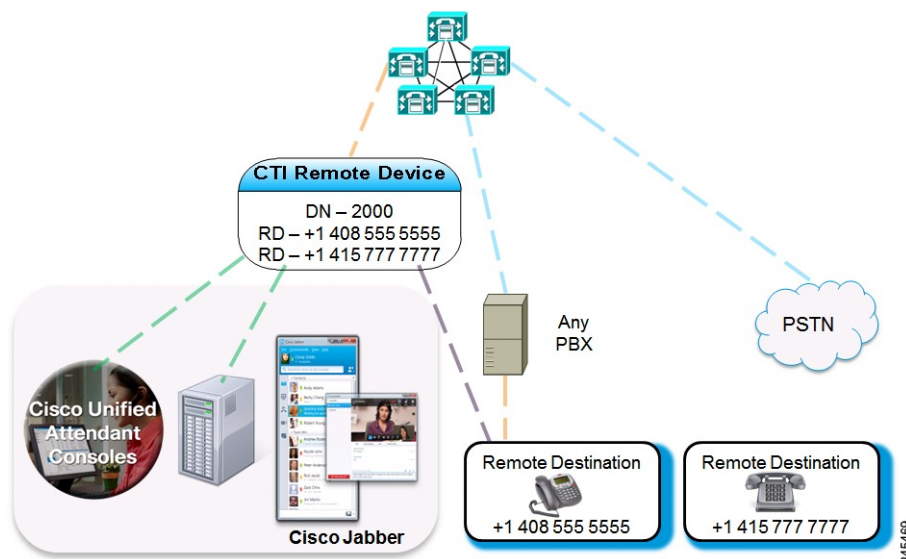 CTI Remote Device
DN – 2000
RD – +1 408 555 5555
RD – +1 415 777 7777
Any
PBX
PSTN
Cisco Unified
Attendant
Consoles
Cisco Jabber
Remote Destination
+1 408 555 5555
Remote Destination
+1 415 777 7777